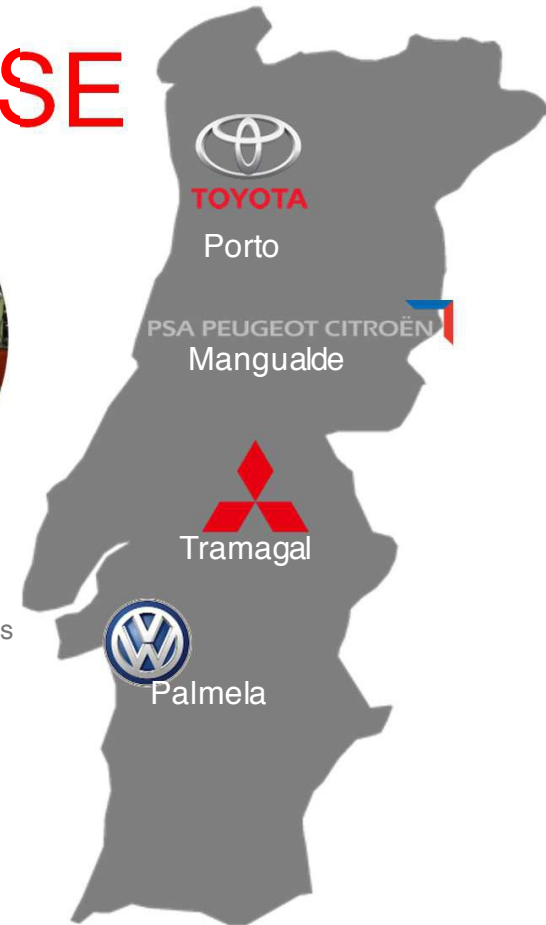 SE
TOYOTA
Porto
PSA PEUGEOT CITROËN
Mangualde
Tramagal
s
Palmela